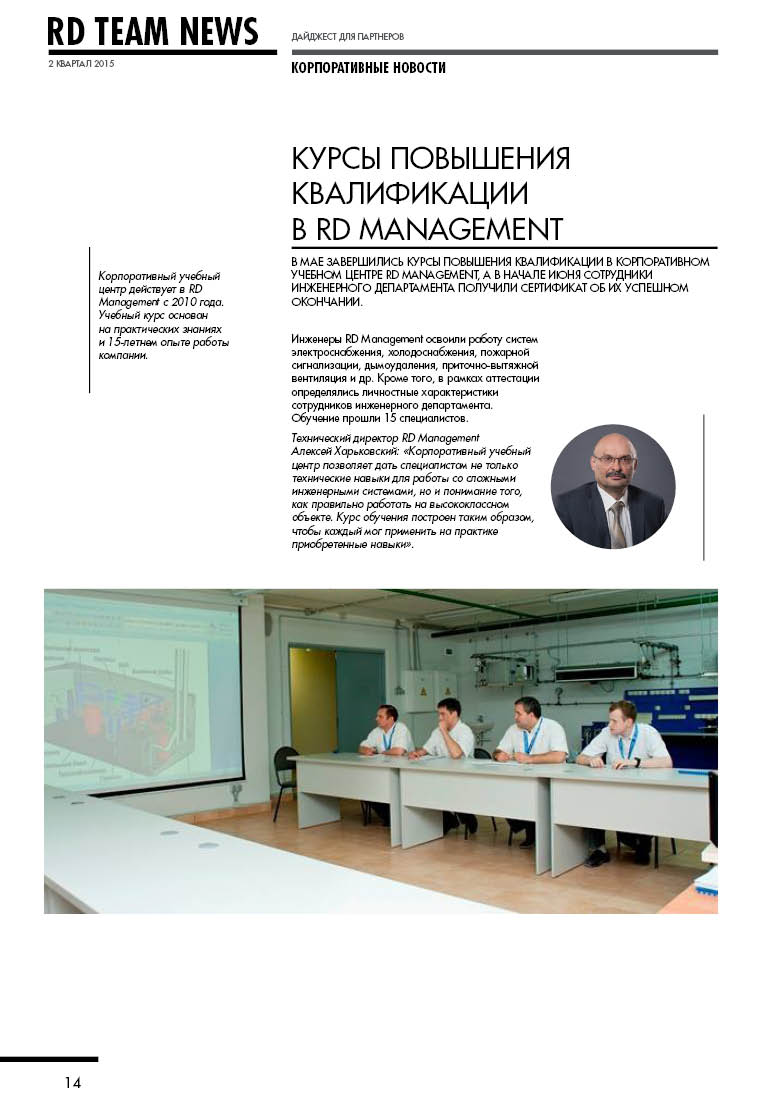 RD TEAM NEWS
ДАЙДЖЕСТ ДЛЯ ПАРТНЕРОВ
2 КВАРТАЛ 2015
КОРПОРАТИВНЫЕ НОВОСТИ
КУРСЫ ПОВЫШЕНИЯ
КВАЛИФИКАЦИИ
В RD MANAGEMENT
В МАЕ ЗАВЕРШИЛИСЬ КУРСЫ ПОВЫШЕНИЯ КВАЛИФИКАЦИИ В КОРПОРАТИВНОМ
УЧЕБНОМ ЦЕНТРЕ RD MANAGEMENT, А В НАЧАЛЕ ИЮНЯ СОТРУДНИКИ
ИНЖЕНЕРНОГО ДЕПАРТАМЕНТА ПОЛУЧИЛИ СЕРТИФИКАТ ОБ ИХ УСПЕШНОМ
ОКОНЧАНИИ.
Корпоративный учебный
центр действует в RD
Management с 2010 года.
Учебный курс основан
на практических знаниях
и 15-летнем опыте работы
компании.
Инженеры RD Management освоили работу систем
электроснабжения, холодоснабжения, пожарной
сигнализации, дымоудаления, приточно-вытяжной
вентиляция и др. Кроме того, в рамках аттестации
определялись личностные характеристики
сотрудников инженерного департамента.
Обучение прошли 15 специалистов.
Технический директор RD Management
Алексей Харьковский: «Корпоративный учебный
центр позволяет дать специалистам не только
технические навыки для работы со сложными
инженерными системами, но и понимание того,
как правильно работать на высококлассном
объекте. Курс обучения построен таким образом,
чтобы каждый мог применить на практике
приобретенные навыки».
14